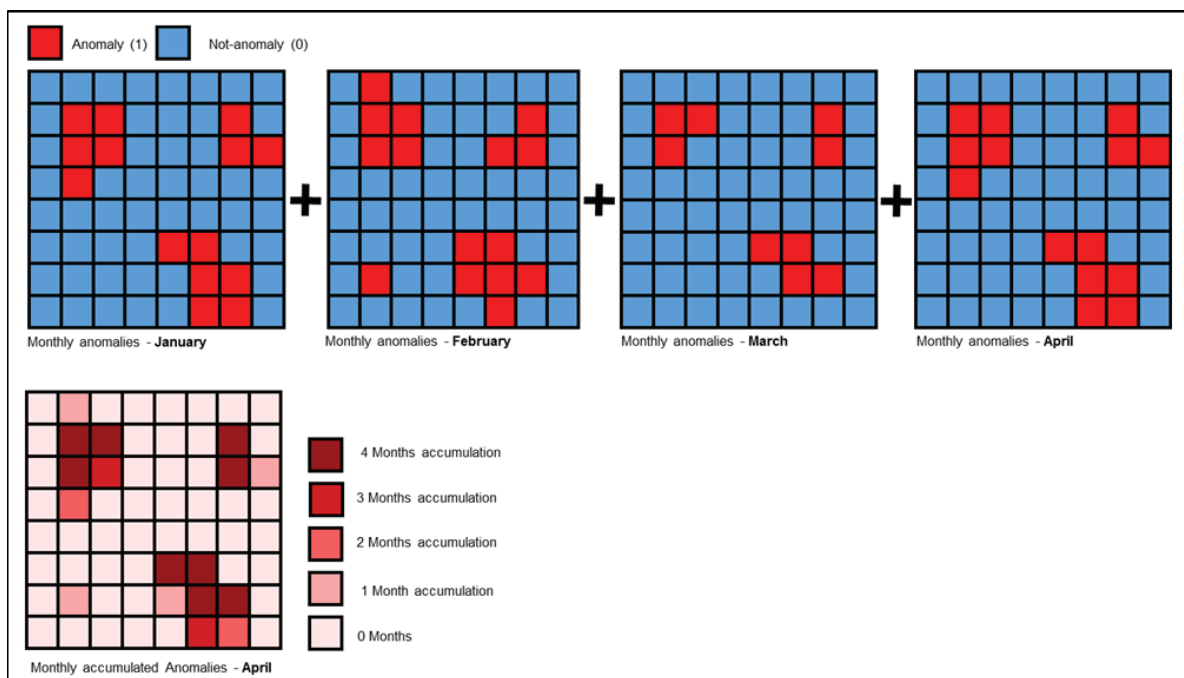 Anomaly (1) Not-anomaly (0)
Monthly anomalies - January
Monthly anomalies - February
Monthly anomalies - March
Monthly anomalies - April
4 Months accumulation
3 Months accumulation
2 Months accumulation
1 Month accumulation
0 Months
Monthly accumulated Anomalies - April